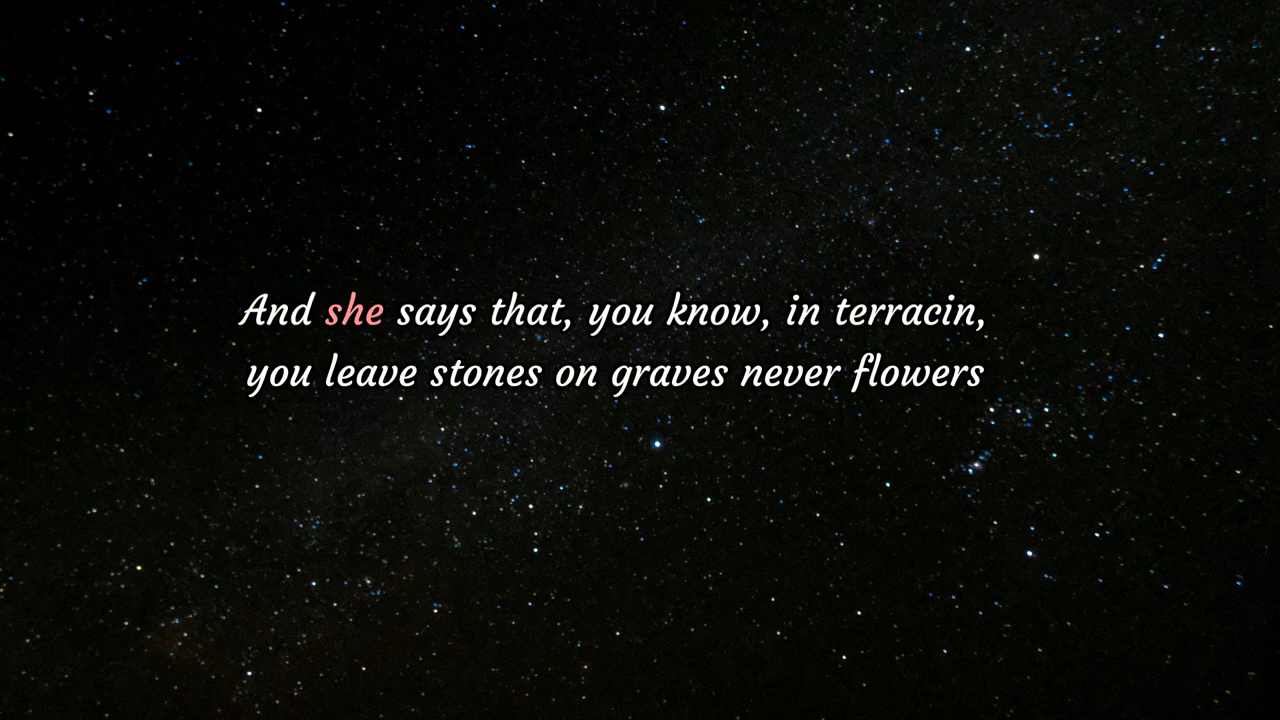 And she says that, you know, in terracin,
you leave stones on graves never flowers